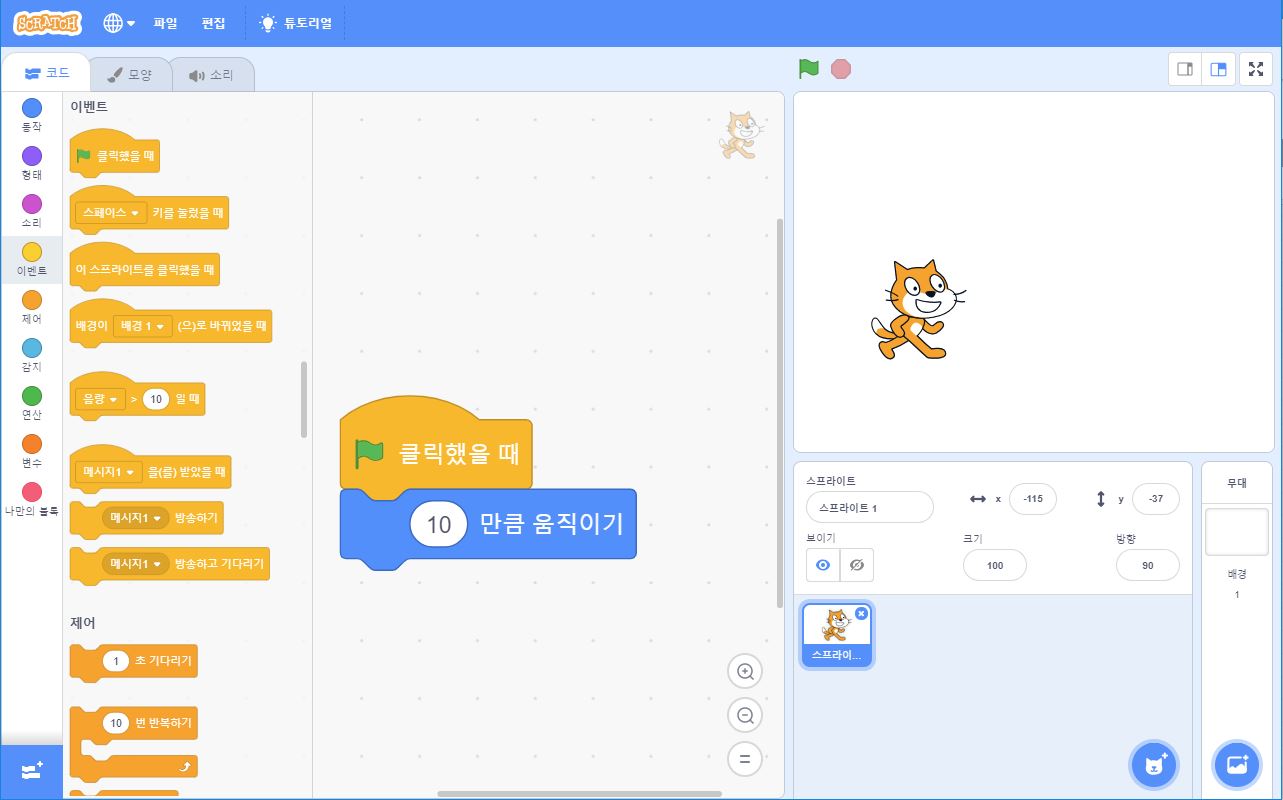 SCRATCH 파일 편집 튜토리얼
코드 모양 소리
동작
형태
소리
이벤트
제어
감지
연산
변수
나만의 블록
이벤트
클릭했을 때
스페이스 키를 눌렀을 때
이 스프라이트를 클릭했을 때
배경이 배경 1 (으)로 바뀌었을 때
음량 > 10 일 때
메시지1 을(를) 받았을 때
메시지1 방송하기
메시지1 방송하고 기다리기
제어
1 초 기다리기
10 번 반복하기
클릭했을 때
10 만큼 움직이기
스프라이트
스프라이트 1
x -115
y -37
보이기
크기
100
방향
90
스프라이...
무대
배경
1